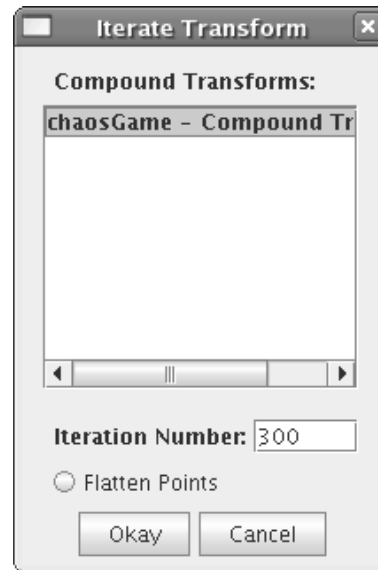 Iterate Transform
Compound Transforms:
chaosGame – Compound Tr
Iteration Number: 300
Flatten Points
Okay Cancel